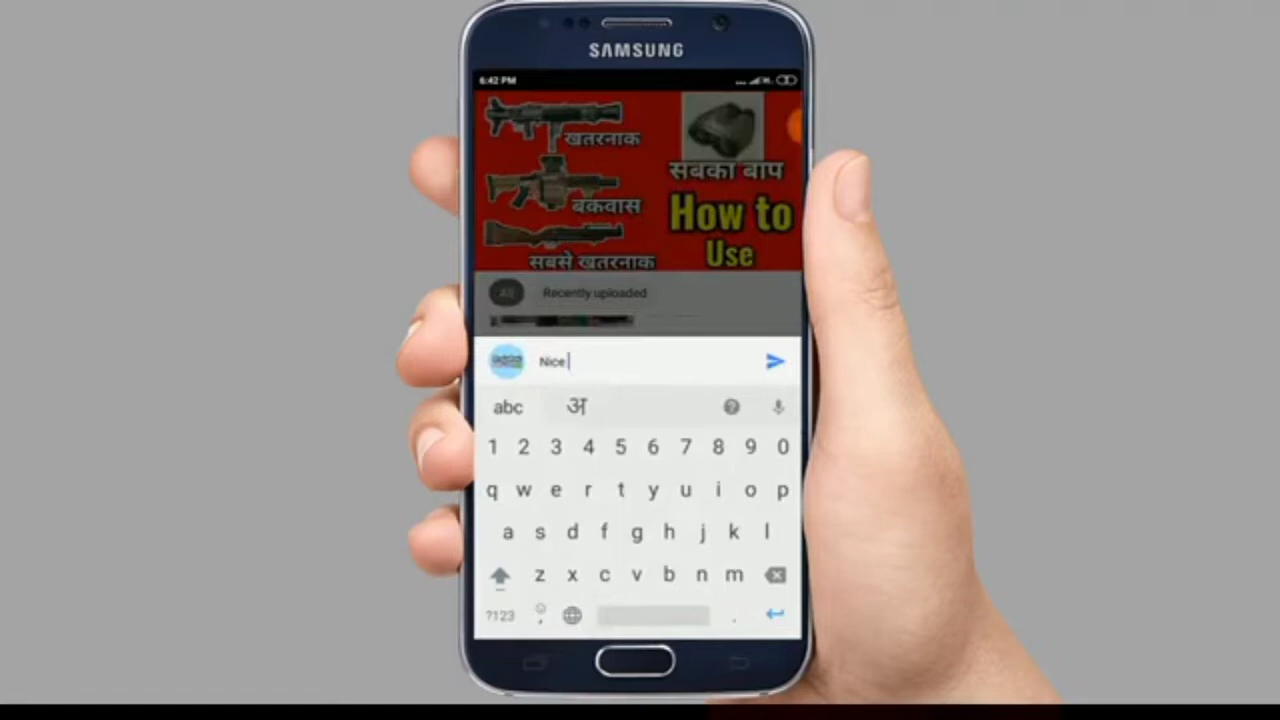 SAMSUNG
6:42 PM
खतरनाक
सबका बाप
बकवास
How to
Use
सबसे खतरनाक
All
Recently uploaded
Nice
abc
अ
1 2 3 4 5 6 7 8 9 0
q w e r t y u i o p
a s d f g h j k l
z x c v b n m
?123 , .